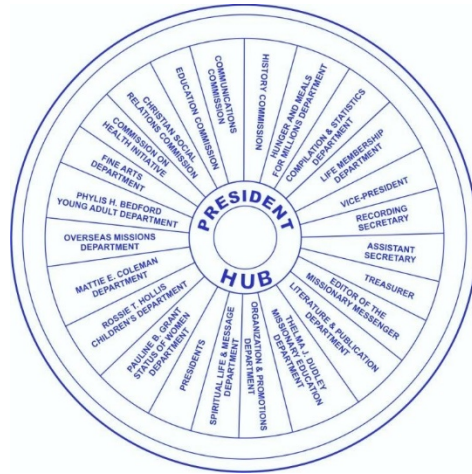 PRESIDENT
HUB
HISTORY COMMISSION
HUNGER AND MEALS
FOR MILLIONS DEPARTMENT
COMPILATION & STATISTICS
DEPARTMENT
LIFE MEMBERSHIP
DEPARTMENT
VICE-PRESIDENT
RECORDING
SECRETARY
ASSISTANT
SECRETARY
TREASURER
EDITOR OF THE
MISSIONARY MESSENGER
LITERATURE & PUBLICATION
DEPARTMENT
THELMA J. DUDLEY
MISSIONARY EDUCATION
DEPARTMENT
ORGANIZATION & PROMOTIONS
DEPARTMENT
SPIRITUAL LIFE & MESSAGE
DEPARTMENT
PRESIDENTS
PAULINE B. GRANT
STATUS OF WOMEN
DEPARTMENT
ROSSIE T. HOLLIS
CHILDREN'S DEPARTMENT
MATTIE E. COLEMAN
DEPARTMENT
OVERSEAS MISSIONS
DEPARTMENT
PHYLIS H. BEDFORD
YOUNG ADULT DEPARTMENT
FINE ARTS
DEPARTMENT
COMMISSION ON
HEALTH INITIATIVE
CHRISTIAN SOCIAL
RELATIONS COMMISSION
EDUCATION COMMISSION
COMMUNICATIONS
COMMISSION